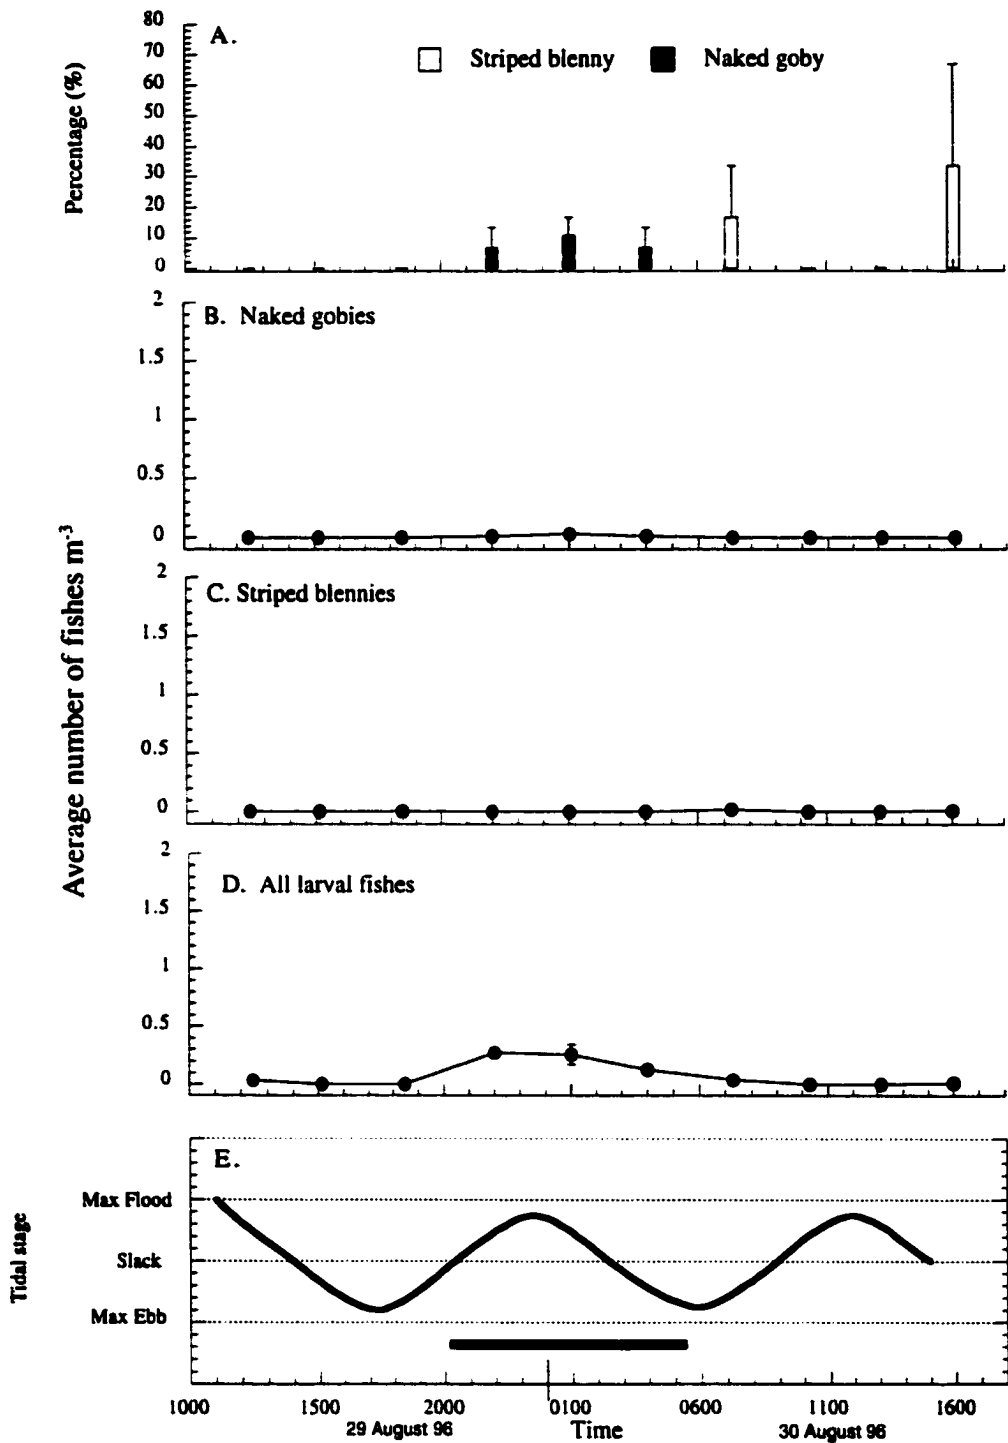 A.
Striped blenny
Naked goby
Percentage (%)
80
70
60
50
40
30
20
10
0
B. Naked gobies
2
1.5
1
0.5
0
Average number of fishes m-3
C. Striped blennies
2
1.5
1
0.5
0
D. All larval fishes
2
1.5
1
0.5
0
E.
Tidal stage
Max Flood
Slack
Max Ebb
1000 1500 2000 0100 0600 1100 1600
29 August 96 Time 30 August 96